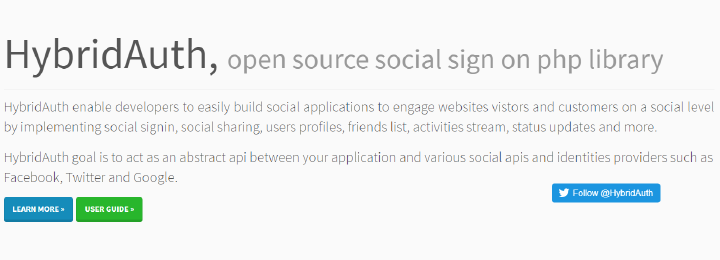 HybridAuth, open source social sign on php library
HybridAuth enable developers to easily build social applications to engage websites vistors and customers on a social level
by implementing social signin, social sharing, users profiles, friends list, activities stream, status updates and more.
HybridAuth goal is to act as an abstract api between your application and various social apis and identities providers such as
Facebook, Twitter and Google.
Follow @HybridAuth
LEARN MORE » USER GUIDE »